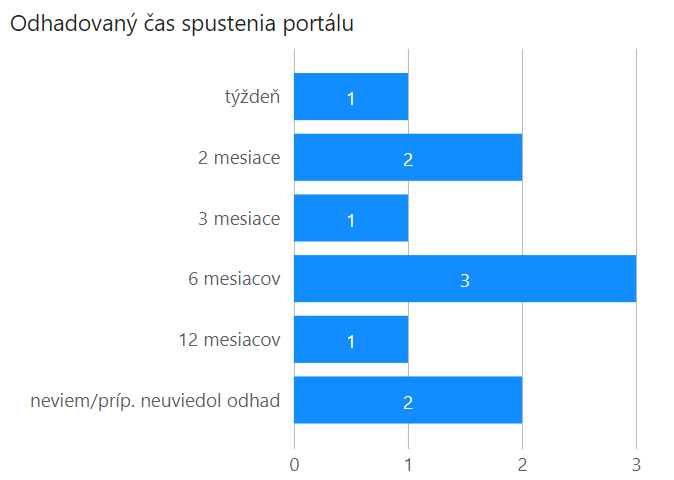 Odhadovaný čas spustenia portálu
týždeň 1
2 mesiace 2
3 mesiace 1
6 mesiacov 3
12 mesiacov 1
neviem/príp. neuviedol odhad 2
0 1 2 3